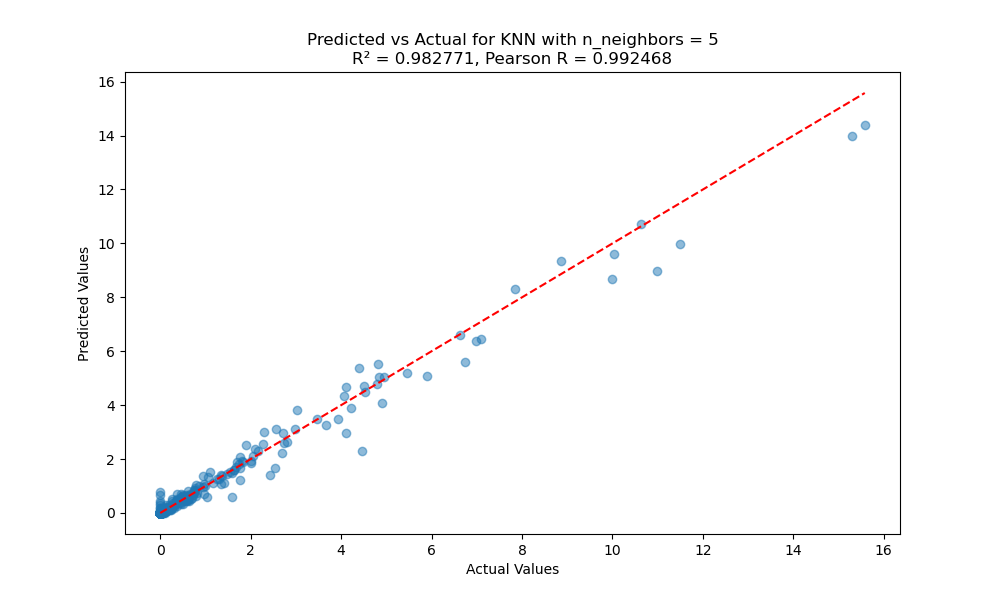 Predicted vs Actual for KNN with n_neighbors = 5
R² = 0.982771, Pearson R = 0.992468
16
14
12
10
8
6
4
2
0
Predicted Values
0 2 4 6 8 10 12 14 16
Actual Values